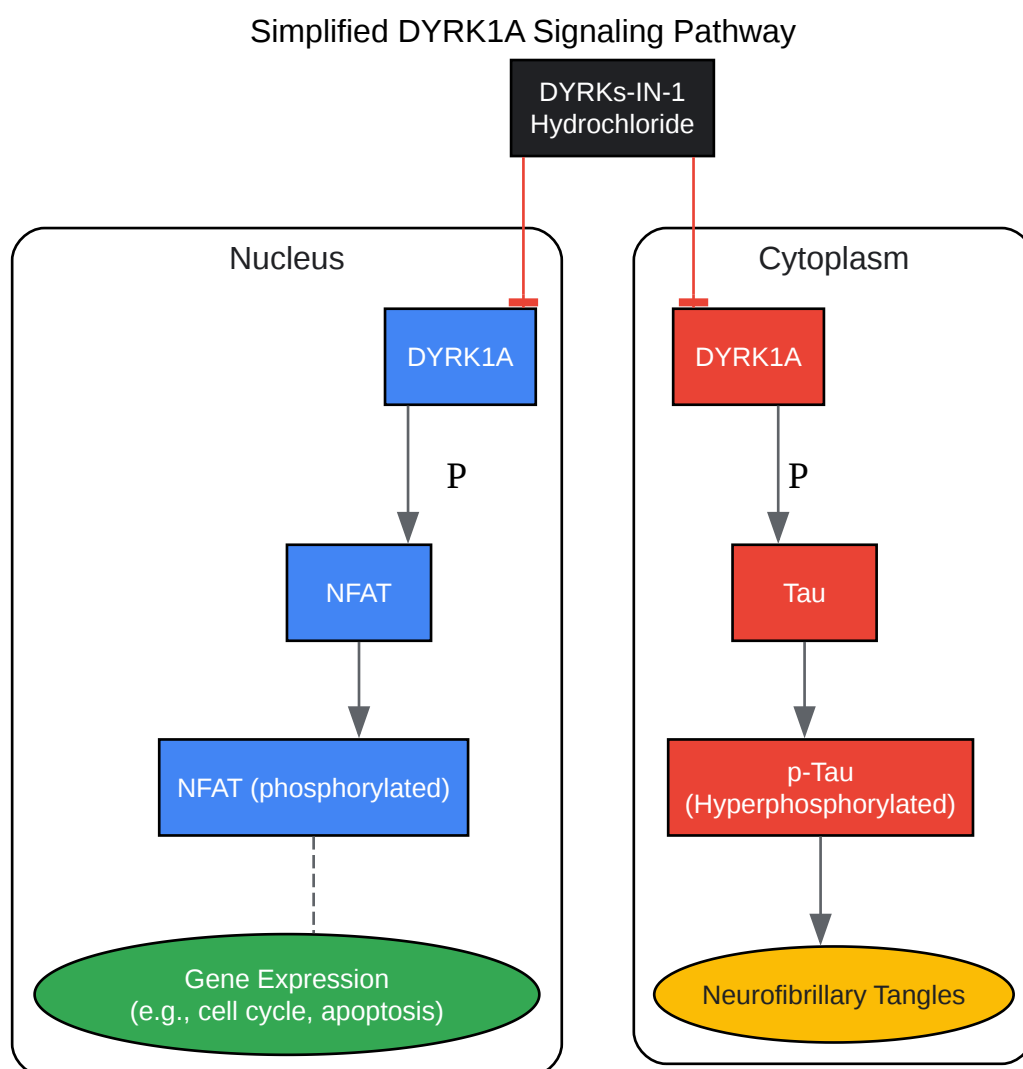 Simplified DYRK1A Signaling Pathway
DYRKs-IN-1
Hydrochloride
Nucleus
DYRK1A
P
NFAT
NFAT (phosphorylated)
Gene Expression
(e.g., cell cycle, apoptosis)
Cytoplasm
DYRK1A
P
Tau
p-Tau
(Hyperphosphorylated)
Neurofibrillary Tangles